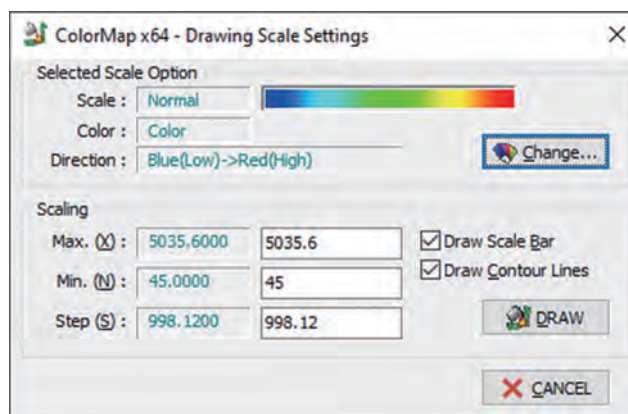 ColorMap x64 - Drawing Scale Settings
Selected Scale Option
Scale : Normal
Color : Color
Direction : Blue(Low)->Red(High)
Change...
Scaling
Max. (X) : 5035.6000 5035.6
Draw Scale Bar
Min. (N) : 45.0000 45
Draw Contour Lines
Step (S) : 998.1200 998.12
DRAW
CANCEL